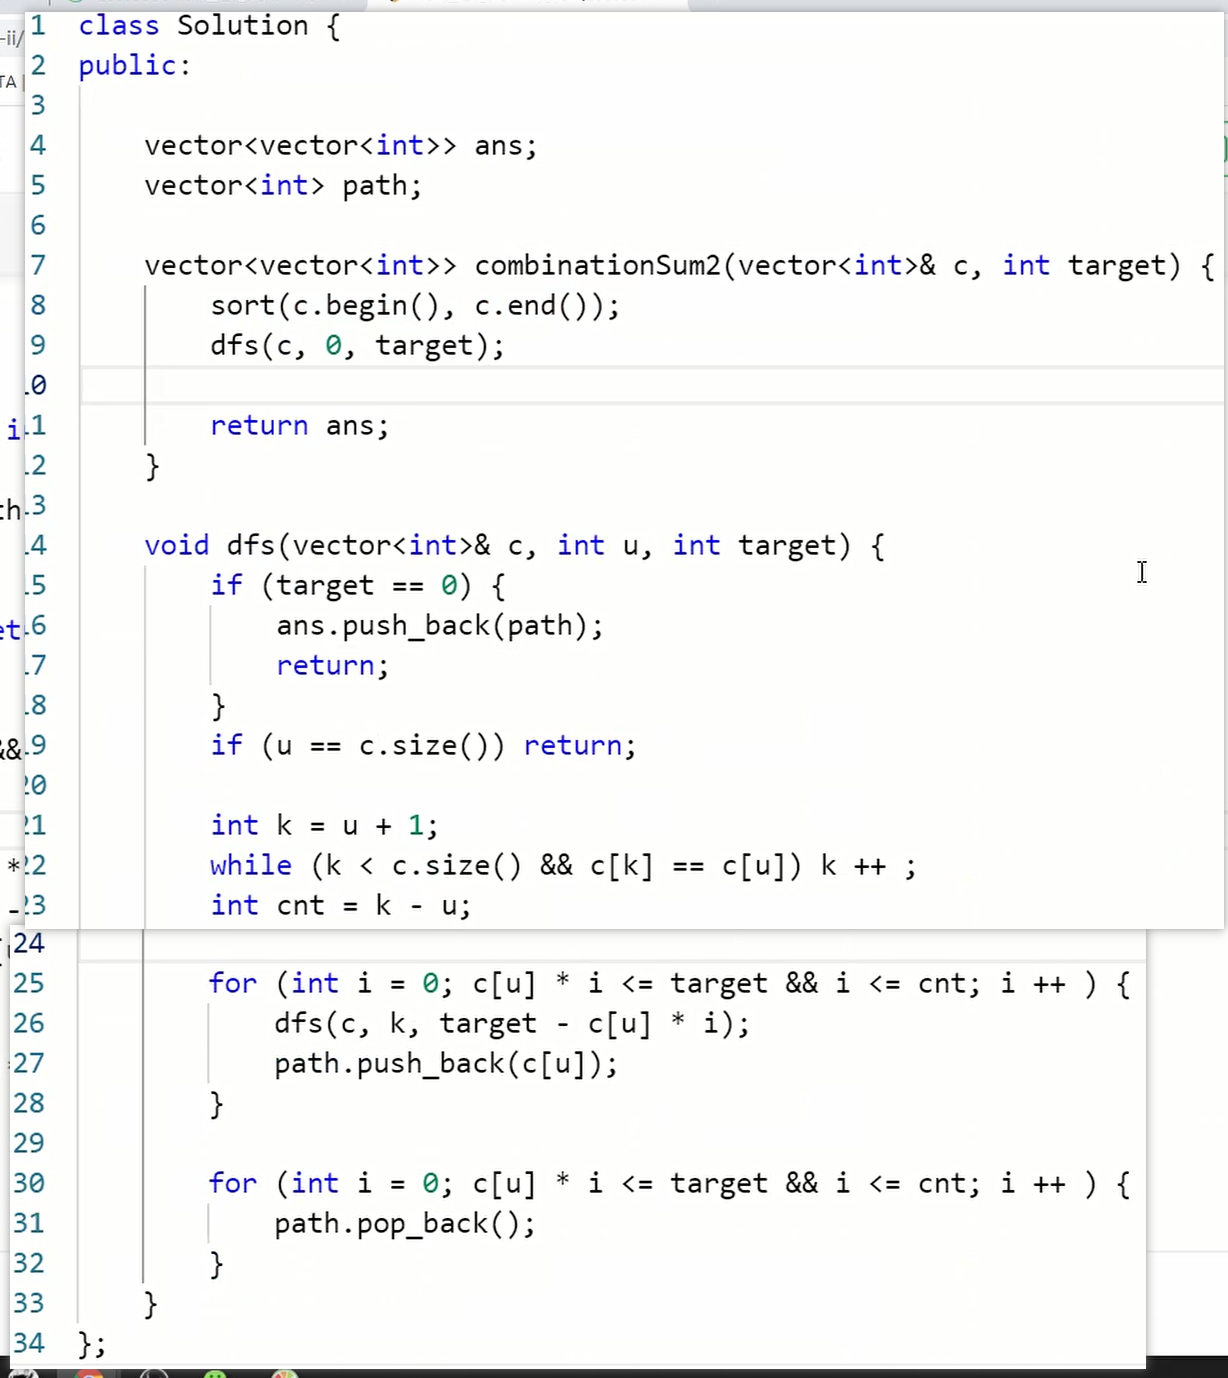 1 class Solution {
2 public:
3
4 vector<vector<int>> ans;
5 vector<int> path;
6
7 vector<vector<int>> combinationSum2(vector<int>& c, int target) {
8 sort(c.begin(), c.end());
9 dfs(c, 0, target);
10
11 return ans;
12 }
13
14 void dfs(vector<int>& c, int u, int target) {
15 if (target == 0) {
16 ans.push_back(path);
17 return;
18 }
19 if (u == c.size()) return;
20
21 int k = u + 1;
22 while (k < c.size() && c[k] == c[u]) k ++ ;
23 int cnt = k - u;
24
25 for (int i = 0; c[u] * i <= target && i <= cnt; i ++ ) {
26 dfs(c, k, target - c[u] * i);
27 path.push_back(c[u]);
28 }
29
30 for (int i = 0; c[u] * i <= target && i <= cnt; i ++ ) {
31 path.pop_back();
32 }
33 }
34 };